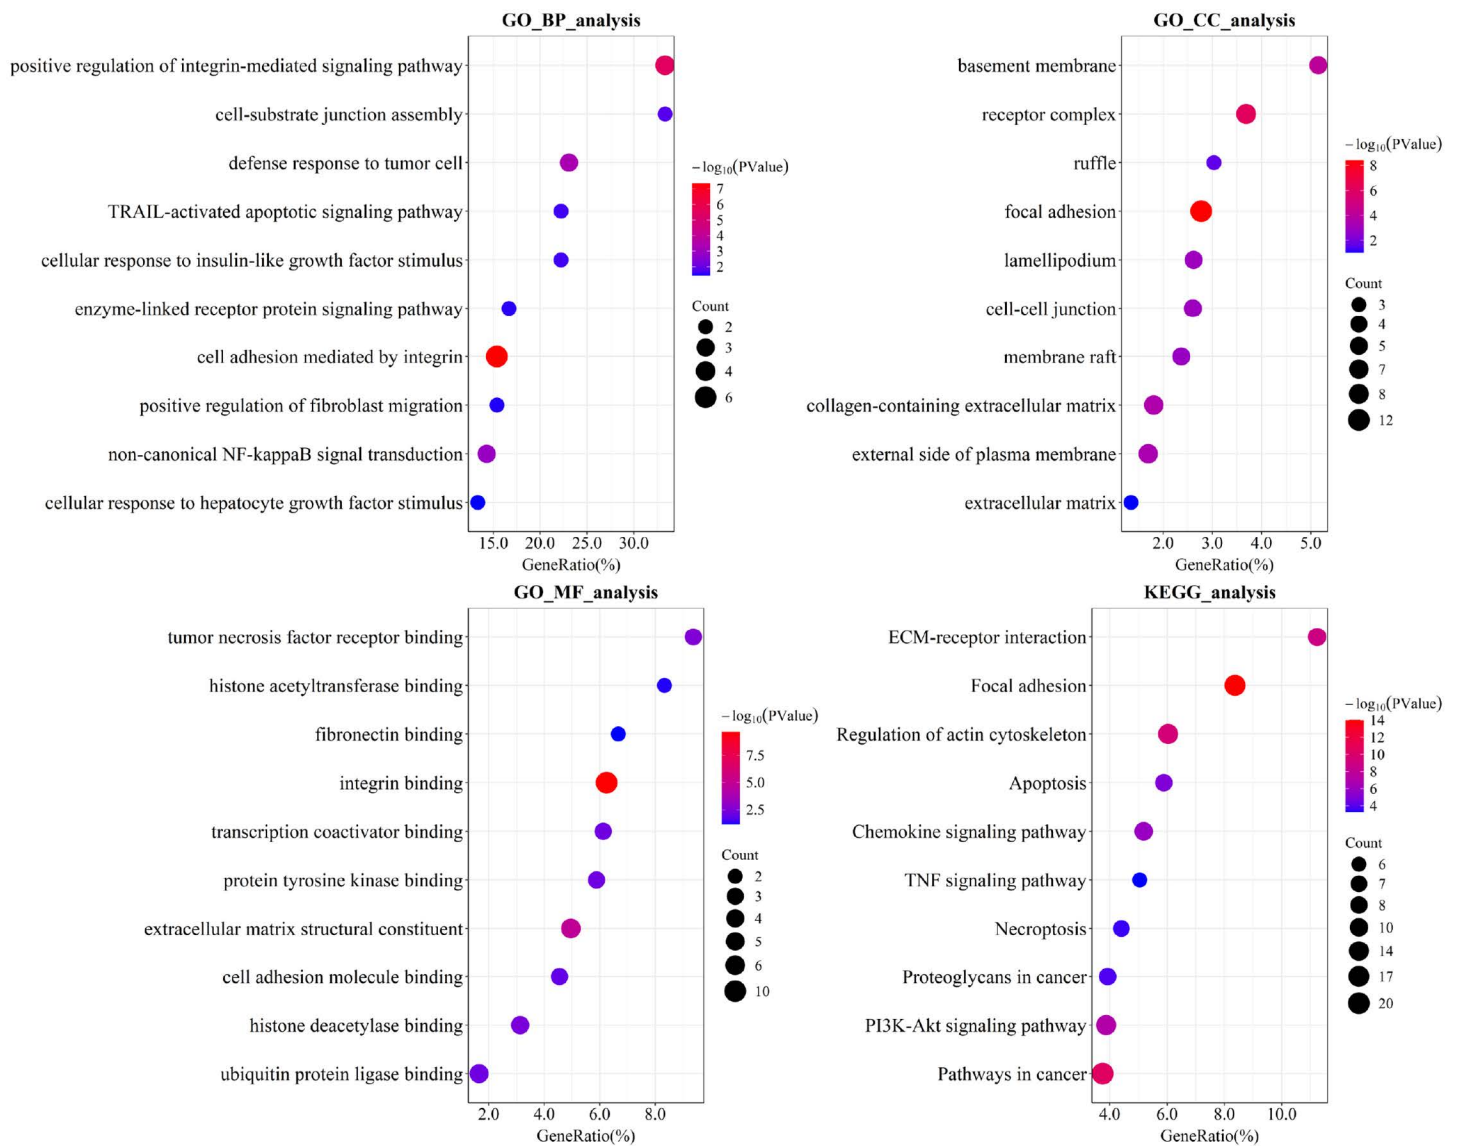 GO_BP_analysis
positive regulation of integrin-mediated signaling pathway
cell-substrate junction assembly
defense response to tumor cell
TRAIL-activated apoptotic signaling pathway
cellular response to insulin-like growth factor stimulus
enzyme-linked receptor protein signaling pathway
cell adhesion mediated by integrin
positive regulation of fibroblast migration
non-canonical NF-kappaB signal transduction
cellular response to hepatocyte growth factor stimulus
15.0 20.0 25.0 30.0
GeneRatio(%)
−log10(PValue)
7
6
5
4
3
2
Count
2
3
4
6
GO_CC_analysis
basement membrane
receptor complex
ruffle
focal adhesion
lamellipodium
cell-cell junction
membrane raft
collagen-containing extracellular matrix
external side of plasma membrane
extracellular matrix
2.0 3.0 4.0 5.0
GeneRatio(%)
−log10(PValue)
8
6
4
2
Count
3
4
5
7
8
12
GO_MF_analysis
tumor necrosis factor receptor binding
histone acetyltransferase binding
fibronectin binding
integrin binding
transcription coactivator binding
protein tyrosine kinase binding
extracellular matrix structural constituent
cell adhesion molecule binding
histone deacetylase binding
ubiquitin protein ligase binding
2.0 4.0 6.0 8.0
GeneRatio(%)
−log10(PValue)
7.5
5.0
2.5
Count
2
3
4
5
6
10
KEGG_analysis
ECM-receptor interaction
Focal adhesion
Regulation of actin cytoskeleton
Apoptosis
Chemokine signaling pathway
TNF signaling pathway
Necroptosis
Proteoglycans in cancer
PI3K-Akt signaling pathway
Pathways in cancer
4.0 6.0 8.0 10.0
GeneRatio(%)
−log10(PValue)
14
12
10
8
6
4
Count
6
7
8
10
14
17
20